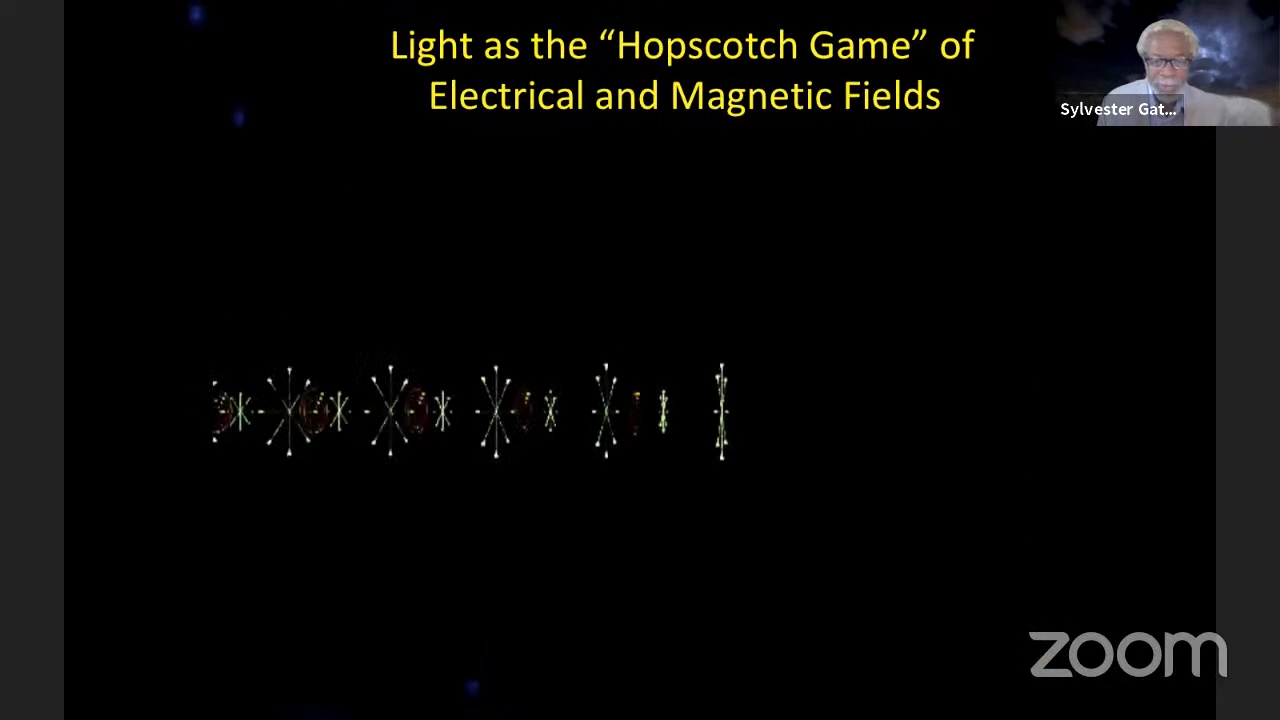 Light as the “Hopscotch Game” of
Electrical and Magnetic Fields
Sylvester Gat...
zoom